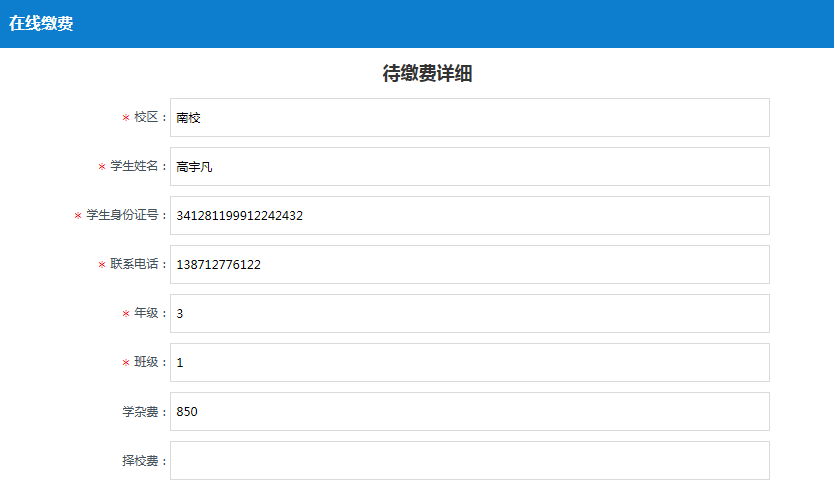 在线缴费
待缴费详细
* 校区： 南校
* 学生姓名： 高宇凡
* 学生身份证号： 341281199912242432
* 联系电话： 138712776122
* 年级： 3
* 班级： 1
学杂费： 850
择校费：